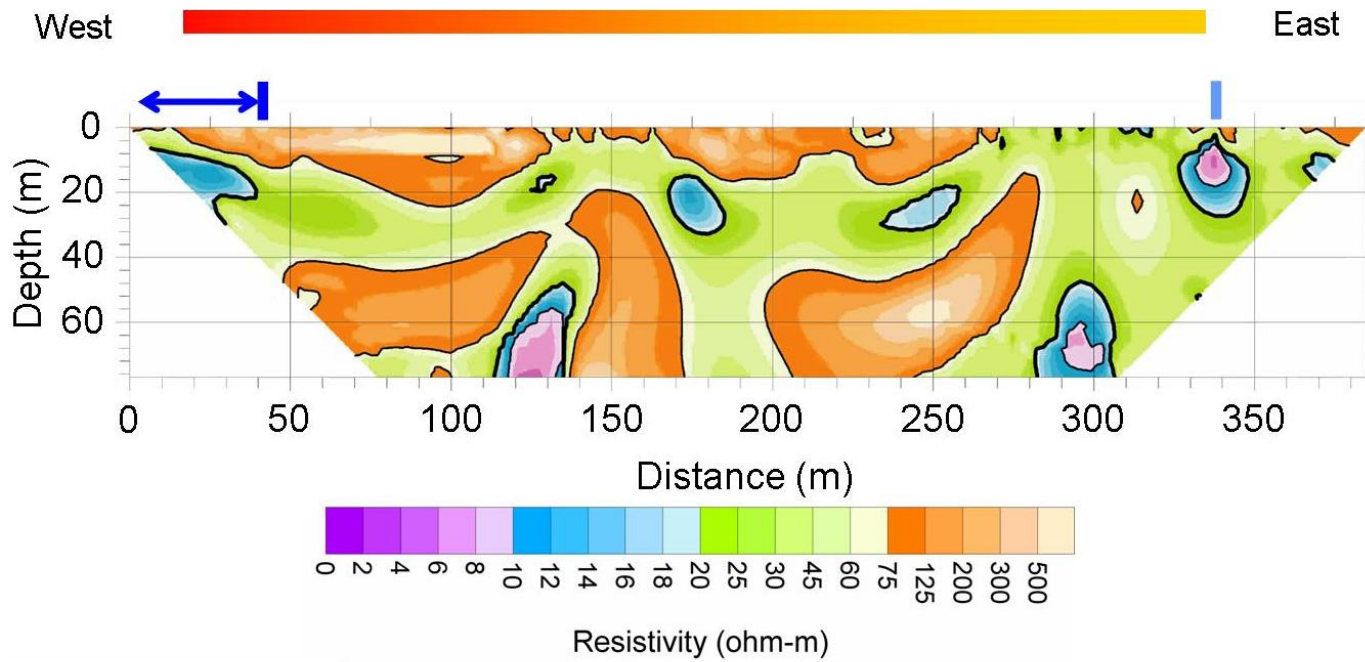 West East
0
20
40
60
Depth (m)
0 50 100 150 200 250 300 350
Distance (m)
0 2 4 6 8 10 12 14 16 18 20 25 30 45 60 75 125 200 300 500
Resistivity (ohm-m)